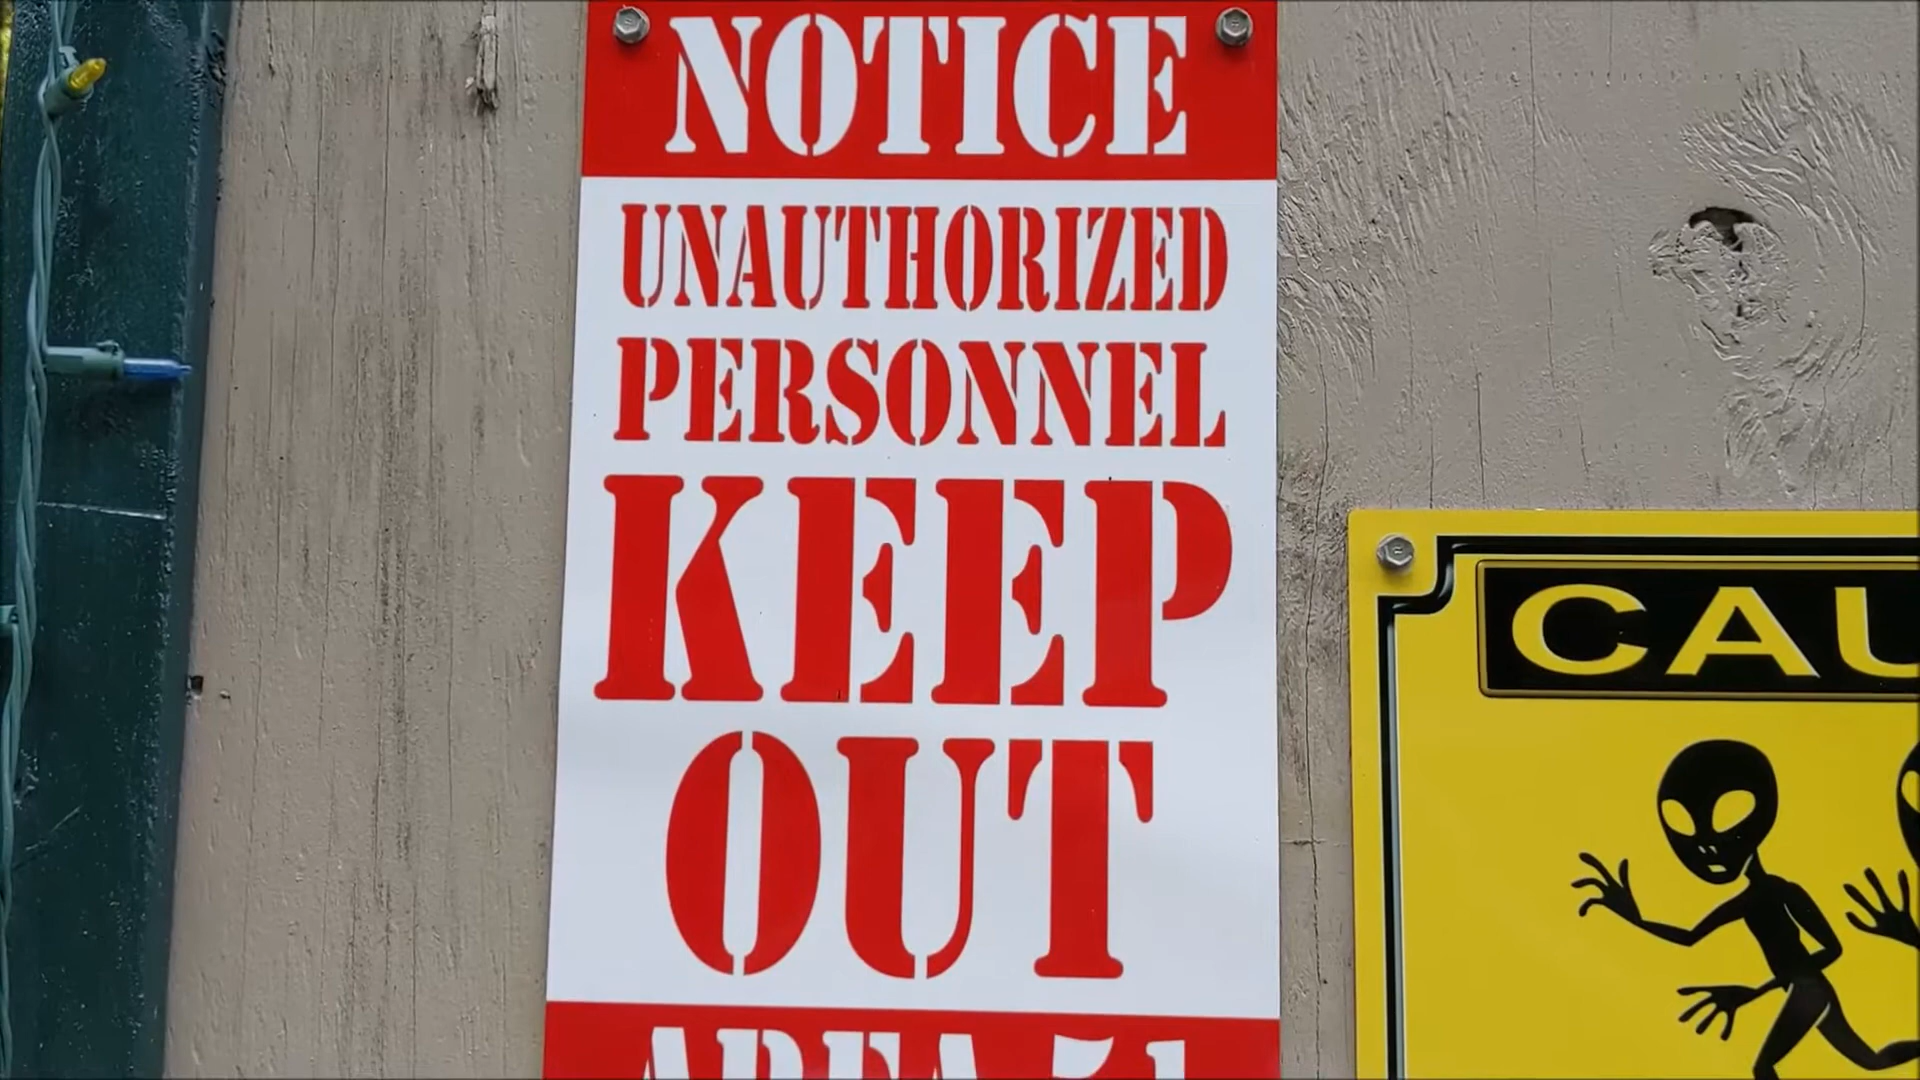 NOTICE
UNAUTHORIZED
PERSONNEL
KEEP
OUT
AREA 51
CAU